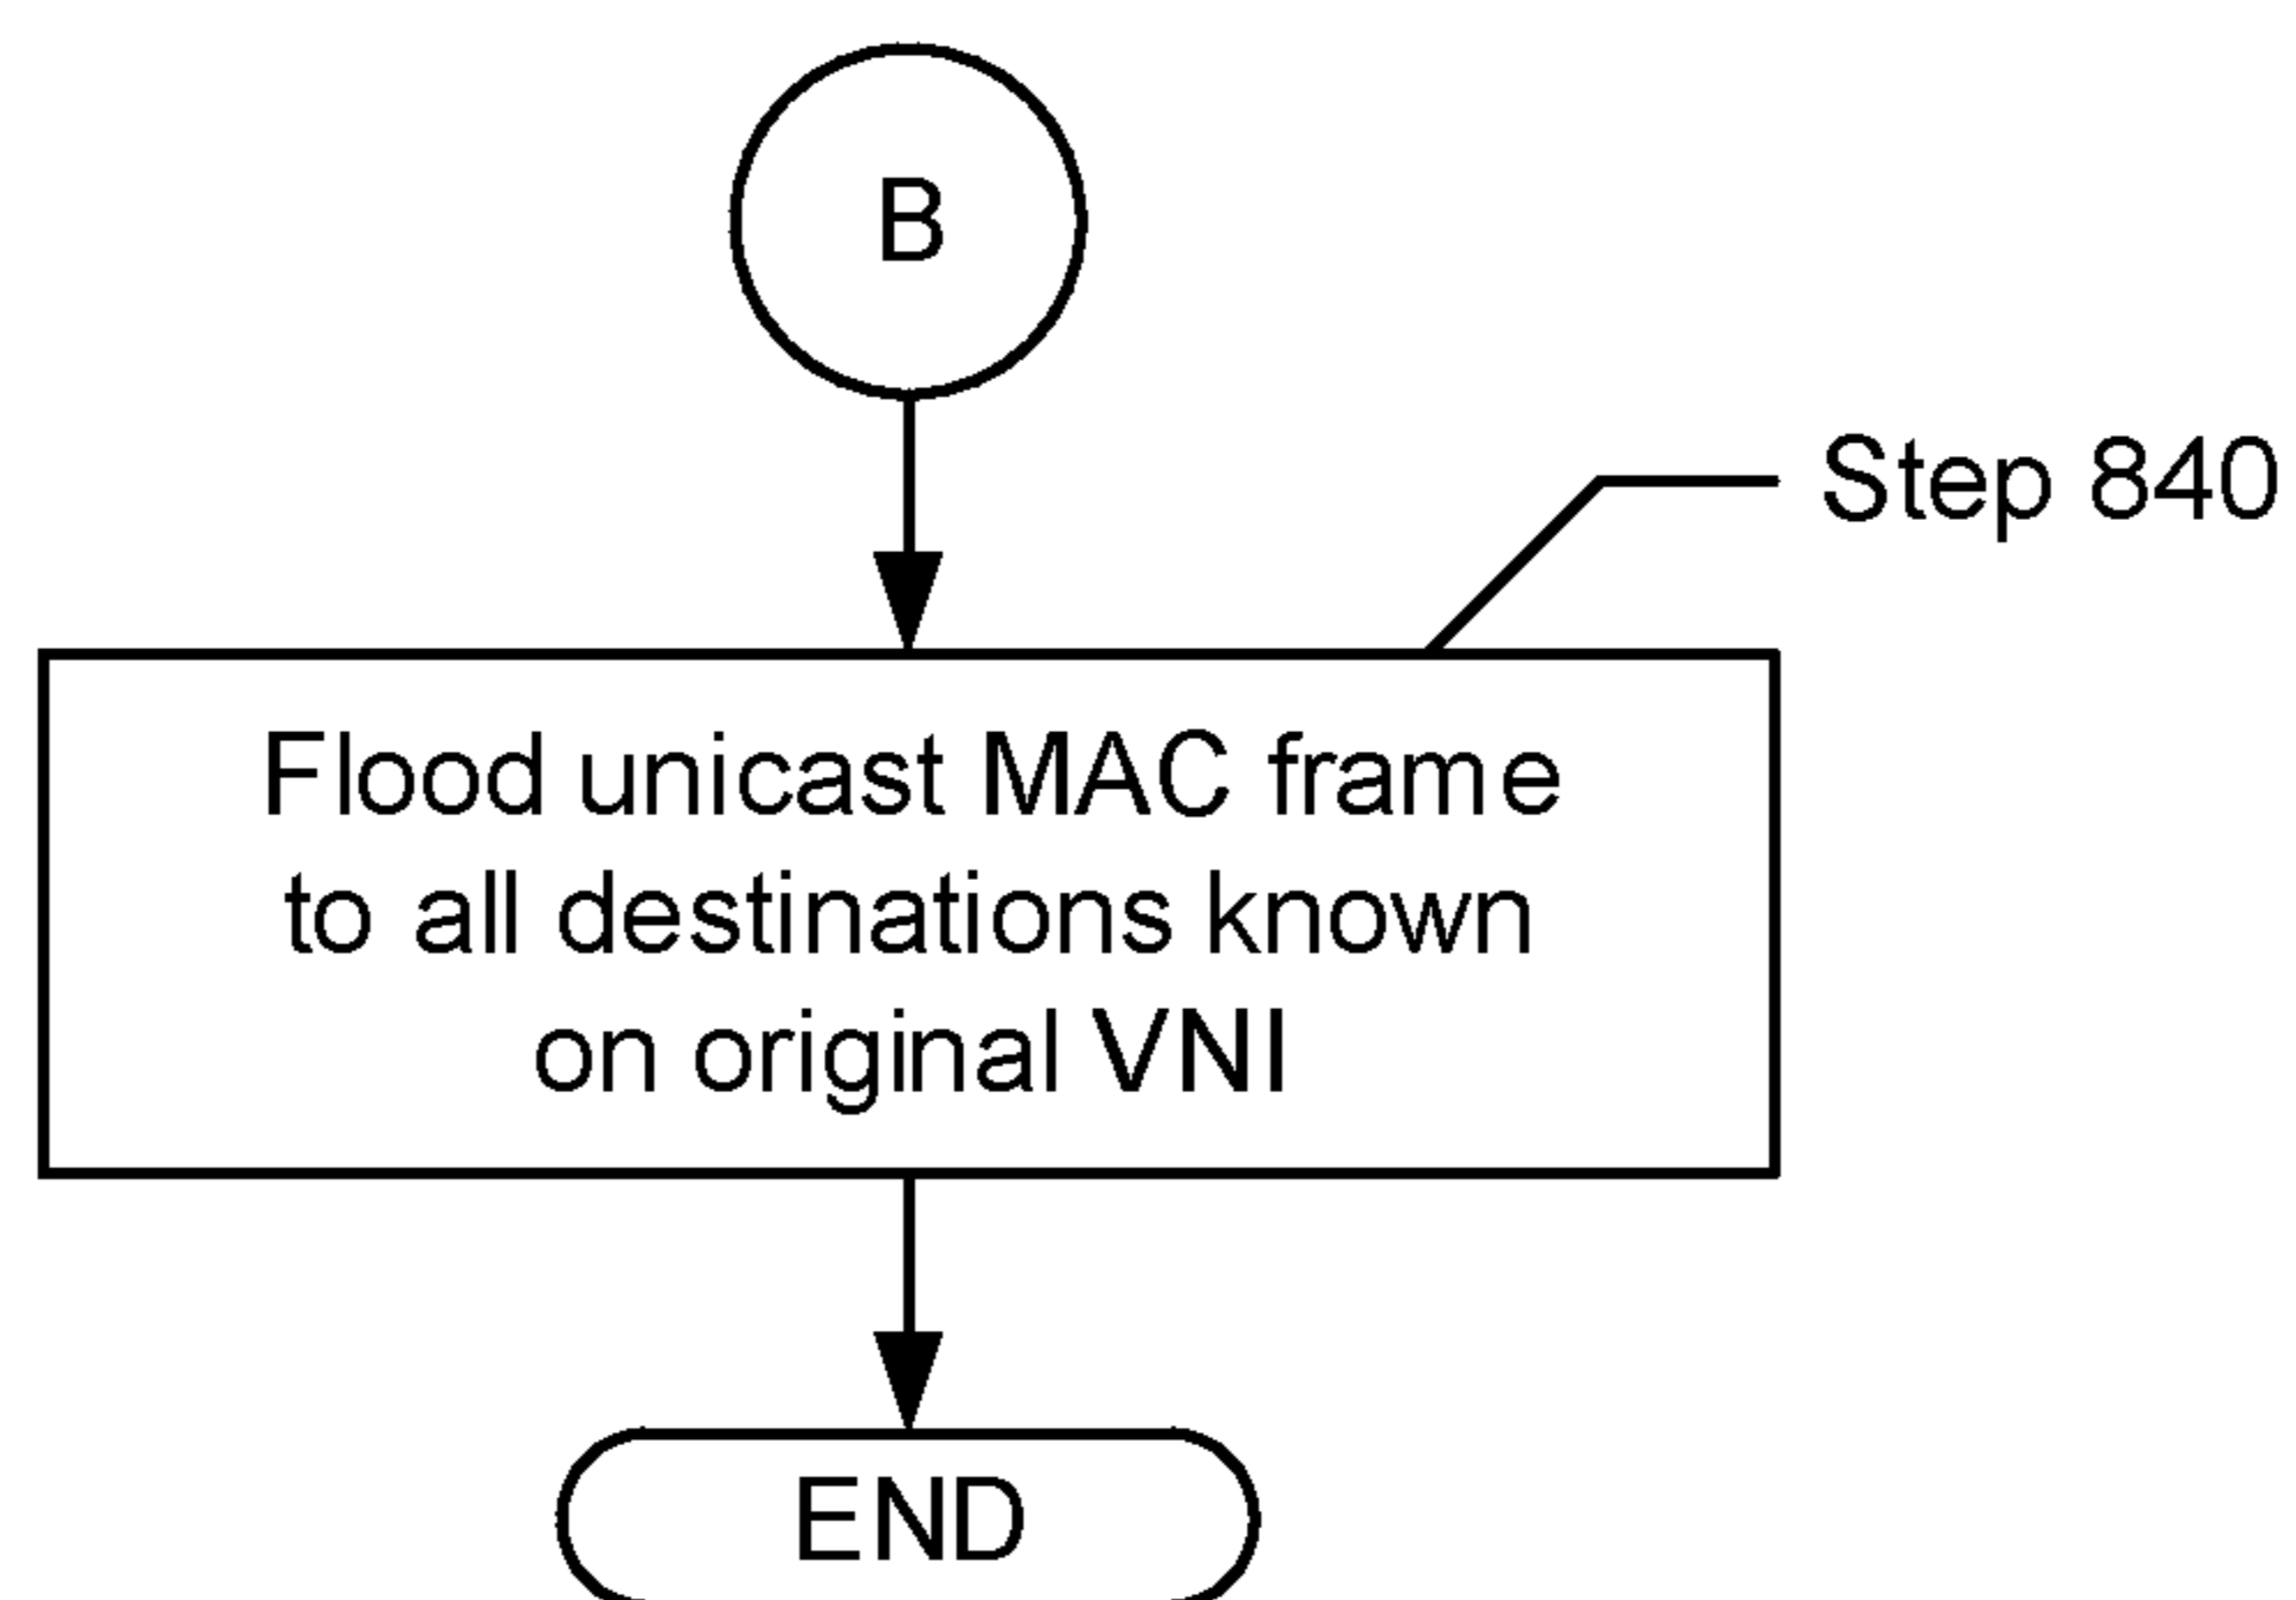 B
Step 840
Flood unicast MAC frame
to all destinations known
on original VNI
END